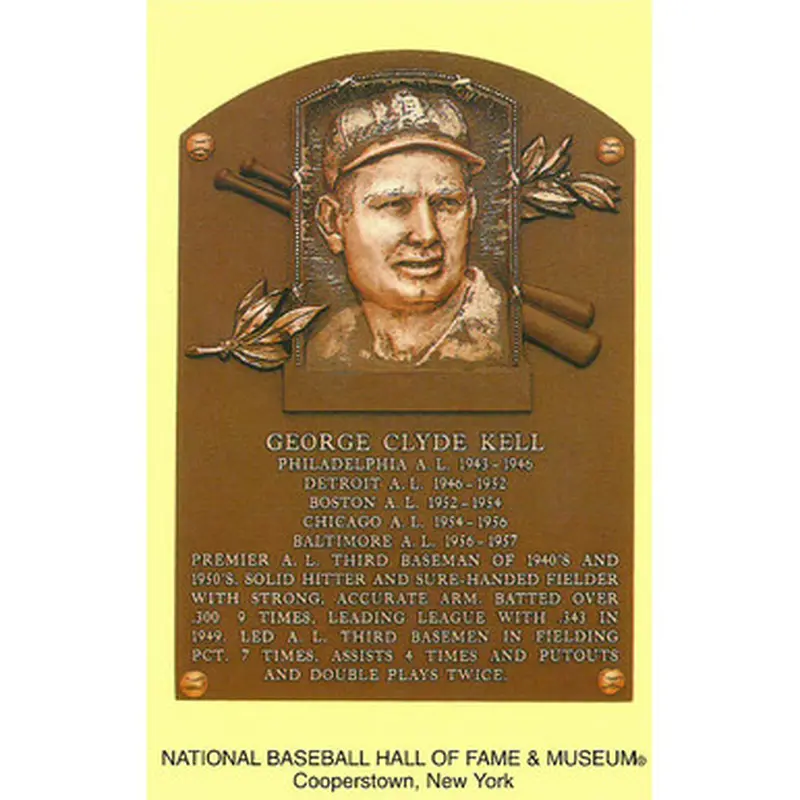 GEORGE CLYDE KELL
PHILADELPHIA A. L. 1943-1946
DETROIT A. L. 1946-1952
BOSTON A. L. 1952-1954
CHICAGO A. L. 1954-1956
BALTIMORE A. L. 1956-1957
PREMIER A. L. THIRD BASEMAN OF 1940'S AND
1950'S. SOLID HITTER AND SURE-HANDED FIELDER
WITH STRONG, ACCURATE ARM. BATTED OVER
.300 9 TIMES, LEADING LEAGUE WITH .343 IN
1949. LED A. L. THIRD BASEMEN IN FIELDING
PCT. 7 TIMES, ASSISTS 4 TIMES AND PUTOUTS
AND DOUBLE PLAYS TWICE.
NATIONAL BASEBALL HALL OF FAME & MUSEUM®
Cooperstown, New York